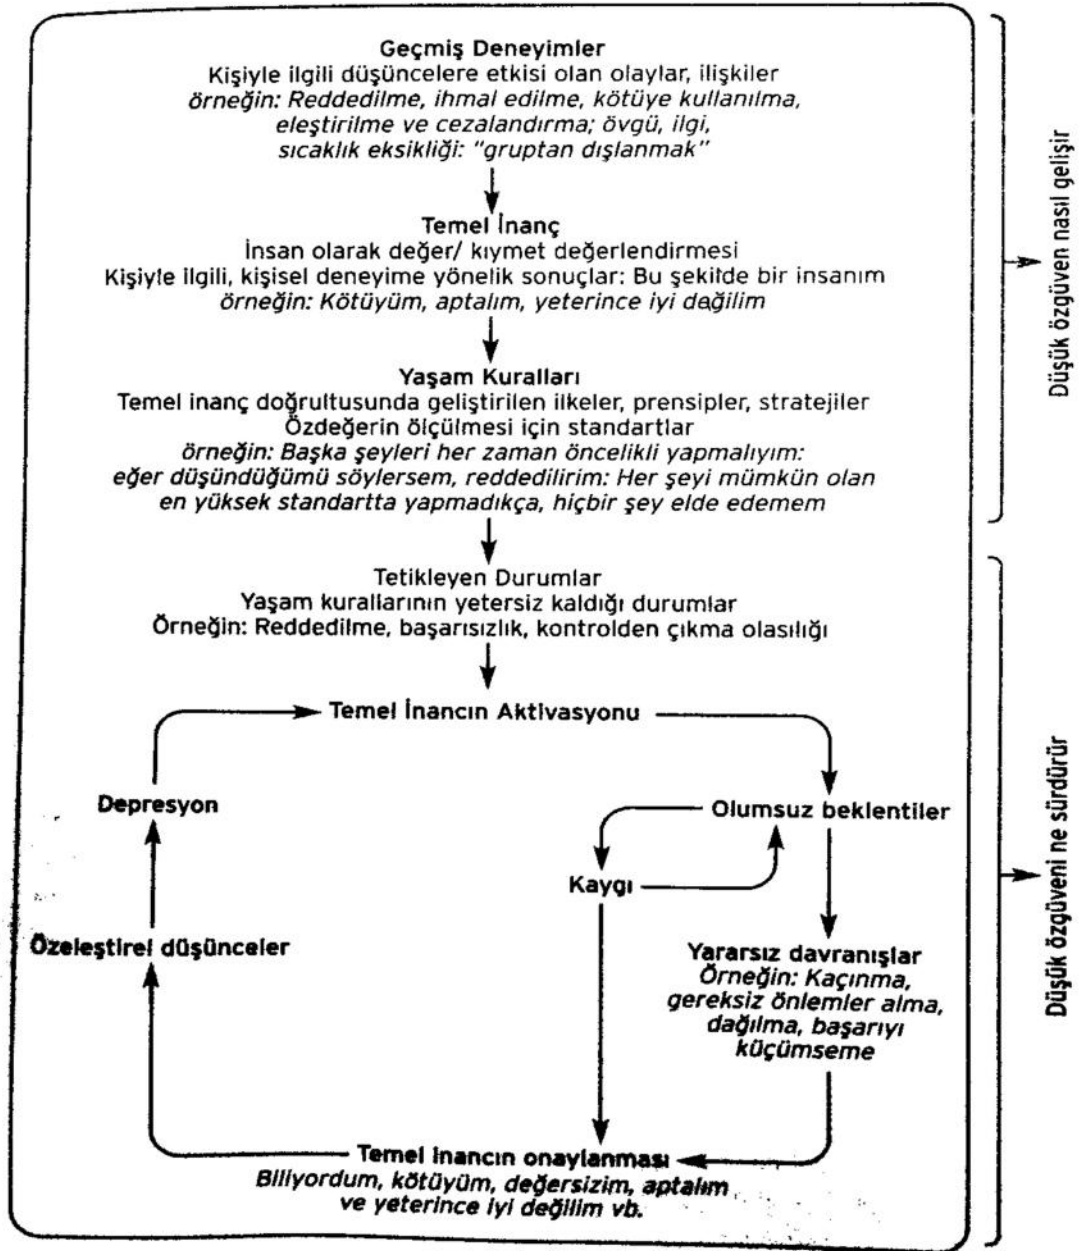 Geçmiş Deneyimler
Kişiyle ilgili düşüncelere etkisi olan olaylar, ilişkiler
örneğin: Reddedilme, ihmal edilme, kötüye kullanılma,
eleştirilme ve cezalandırma; övgü, ilgi,
sıcaklık eksikliği: "gruptan dışlanmak"
Temel İnanç
İnsan olarak değer/ kıymet değerlendirmesi
Kişiyle ilgili, kişisel deneyime yönelik sonuçlar: Bu şekilde bir insanım
örneğin: Kötüyüm, aptalım, yeterince iyi değilim
Yaşam Kuralları
Temel inanç doğrultusunda geliştirilen ilkeler, prensipler, stratejiler
Özdeğerin ölçülmesi için standartlar
örneğin: Başka şeyleri her zaman öncelikli yapmalıyım:
eğer düşündüğümü söylersem, reddedilirim: Her şeyi mümkün olan
en yüksek standartta yapmadıkça, hiçbir şey elde edemem
Düşük özgüven nasıl gelişir
Tetikleyen Durumlar
Yaşam kurallarının yetersiz kaldığı durumlar
Örneğin: Reddedilme, başarısızlık, kontrolden çıkma olasılığı
Temel İnancın Aktivasyonu
Depresyon
Olumsuz beklentiler
Kaygı
Özeleştirel düşünceler
Yararsız davranışlar
Örneğin: Kaçınma,
gereksiz önlemler alma,
dağılma, başarıyı
küçümseme
Temel inancın onaylanması
Biliyordum, kötüyüm, değersizim, aptalım
ve yeterince iyi değilim vb.
Düşük özgüveni ne sürdürür